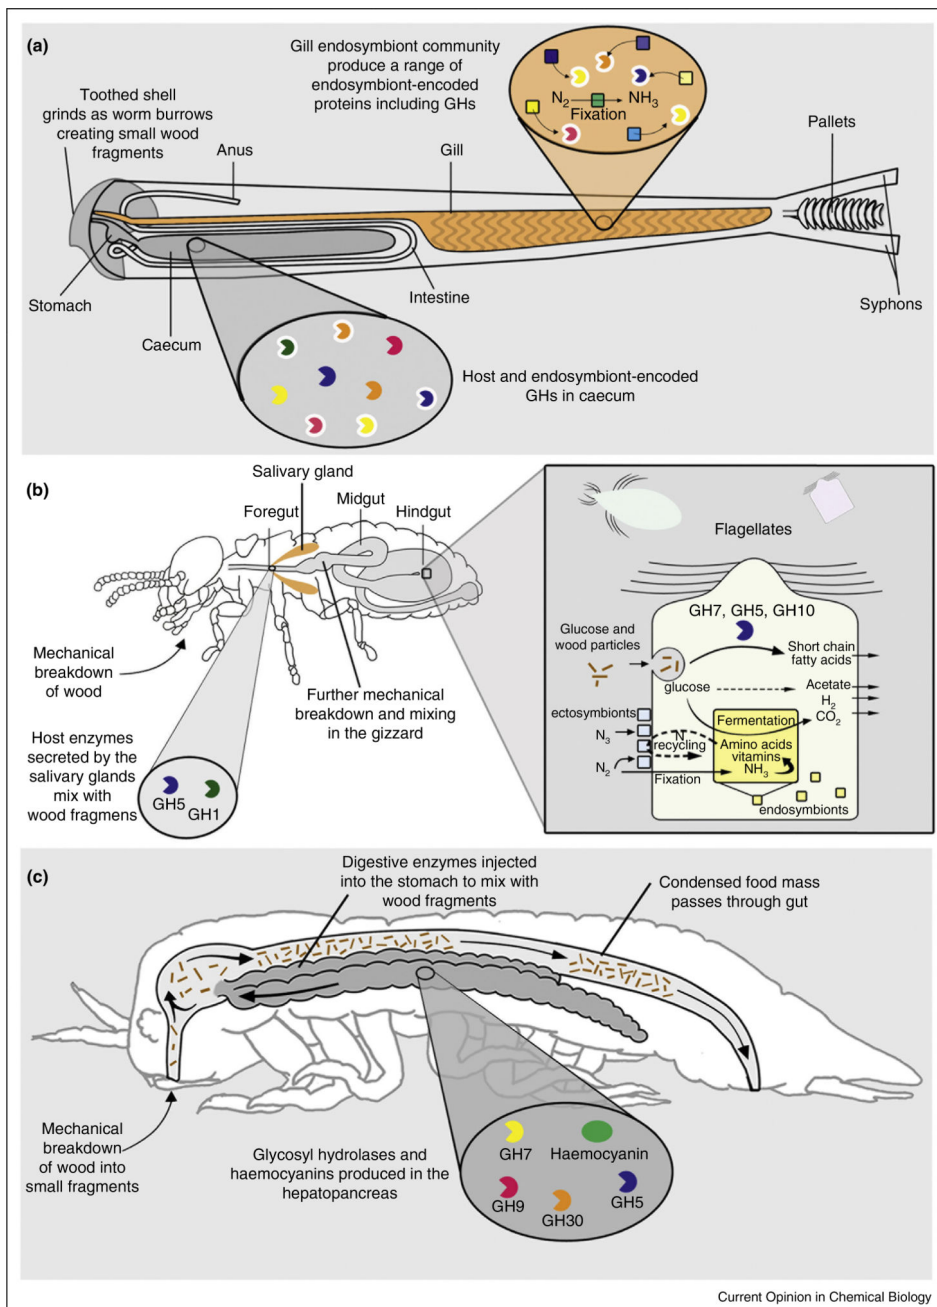 (a)
Gill endosymbiont community
produce a range of
endosymbiont-encoded
proteins including GHs
N2
NH3
Fixation
Toothed shell
grinds as worm burrows
creating small wood
fragments
Anus
Gill
Pallets
Stomach
Caecum
Intestine
Syphons
Host and endosymbiont-encoded
GHs in caecum
(b)
Salivary gland
Foregut
Midgut
Hindgut
Mechanical
breakdown
of wood
Further mechanical
breakdown and mixing
in the gizzard
Host enzymes
secreted by the
salivary glands
mix with
wood fragmens
GH5
GH1
Flagellates
GH7, GH5, GH10
Glucose and
wood particles
Short chain
fatty acids
glucose
Acetate
H2
CO2
ectosymbionts
Fermentation
N3
N
recycling
Amino acids
vitamins
NH3
N2
Fixation
endosymbionts
(c)
Digestive enzymes injected
into the stomach to mix with
wood fragments
Condensed food mass
passes through gut
Mechanical
breakdown
of wood into
small fragments
Glycosyl hydrolases and
haemocyanins produced in the
hepatopancreas
GH7
Haemocyanin
GH9
GH30
GH5
Current Opinion in Chemical Biology